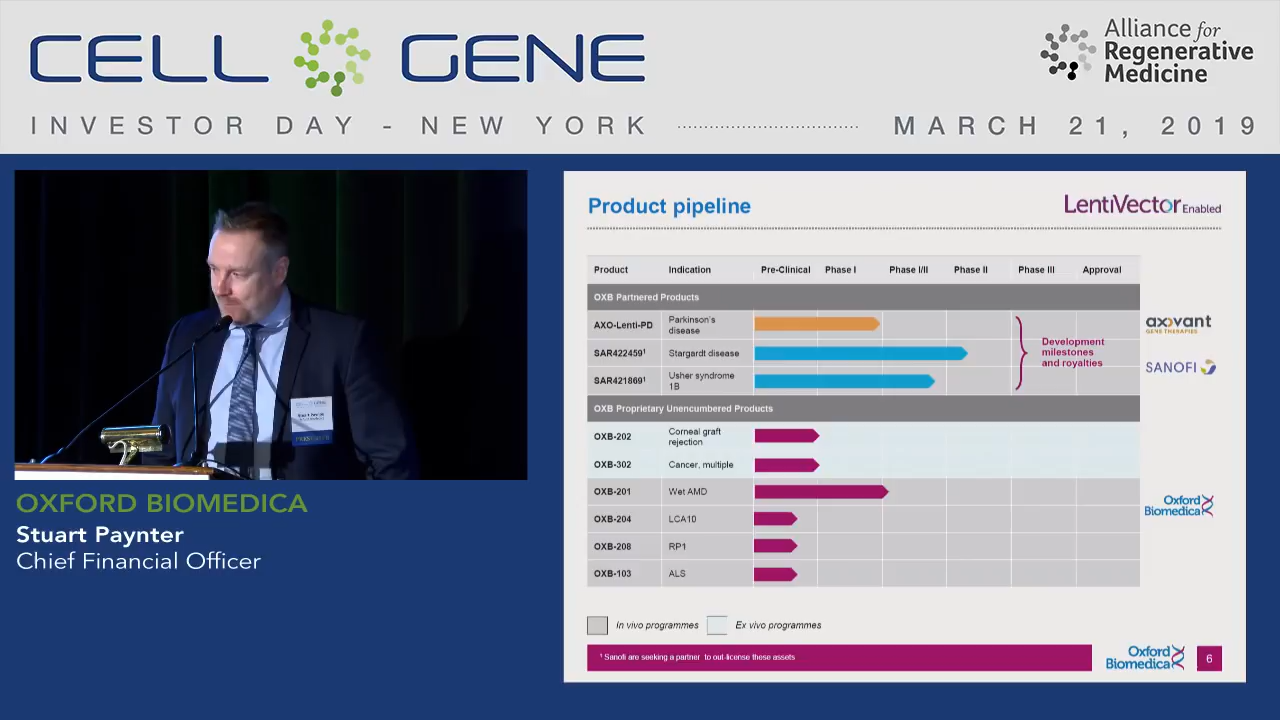 CELL GENE
Alliance for
Regenerative
Medicine
INVESTOR DAY - NEW YORK MARCH 21, 2019
OXFORD BIOMEDICA
Stuart Paynter
Chief Financial Officer
Product pipeline
LentiVector Enabled
Product Indication Pre-Clinical Phase I Phase I/II Phase II Phase III Approval
OXB Partnered Products
AXO-Lenti-PD Parkinson's
disease
SAR422459¹ Stargardt disease
SAR421869¹ Usher syndrome
1B
Development
milestones
and royalties
axovant
GENE THERAPIES
SANOFI
OXB Proprietary Unencumbered Products
OXB-202 Corneal graft
rejection
OXB-302 Cancer, multiple
OXB-201 Wet AMD
OXB-204 LCA10
OXB-208 RP1
OXB-103 ALS
Oxford
Biomedica
In vivo programmes Ex vivo programmes
¹ Sanofi are seeking a partner to out-license these assets
Oxford
Biomedica
6